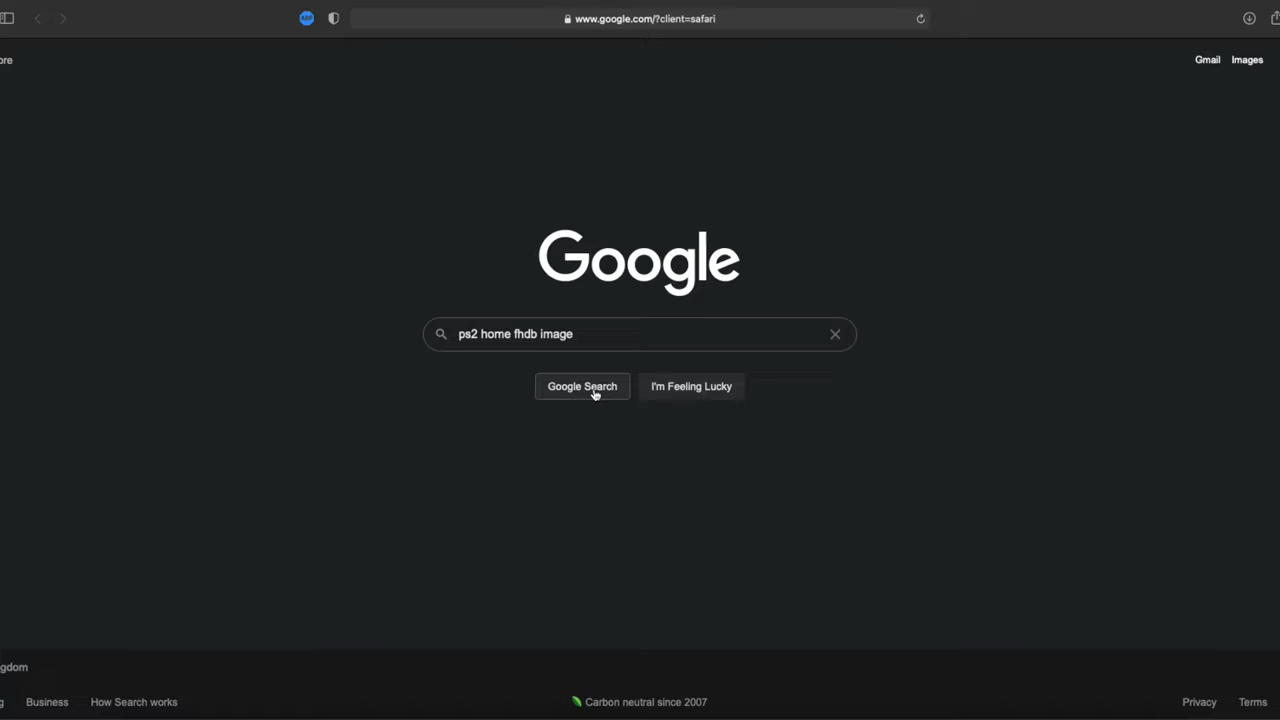 www.google.com/?client=safari
ore
Gmail Images
Google
ps2 home fhdb image
Google Search I'm Feeling Lucky
gdom
g Business How Search works Carbon neutral since 2007 Privacy Terms